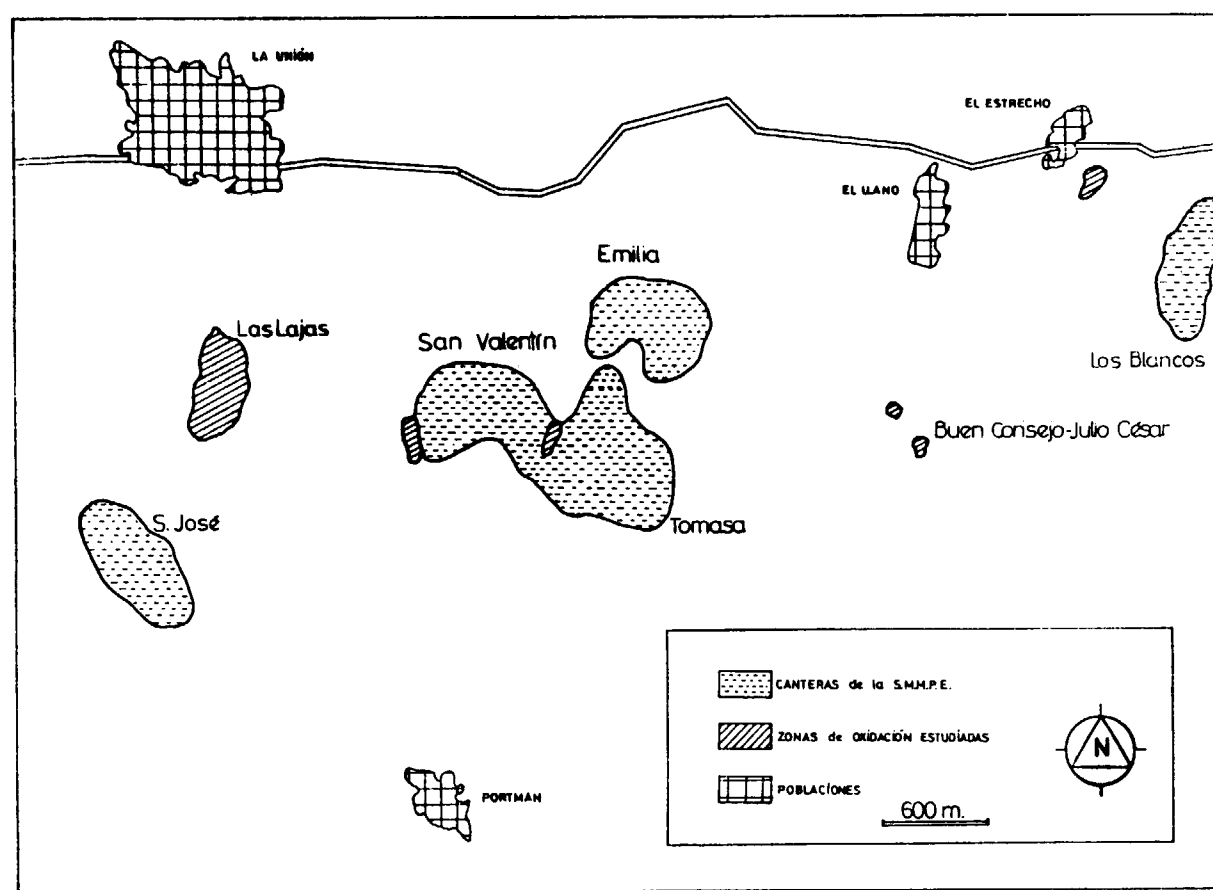 LA UNIÓN
EL ESTRECHO
EL LLANO
Emilia
Las Lajas
San Valentín
Los Blancos
Buen Consejo-Julio César
S. José
Tomasa
CANTERAS de la S.M.M.P.E.
ZONAS de OXIDACIÓN ESTUDIADAS
N
POBLACIONES
PORTMAN
600 m.